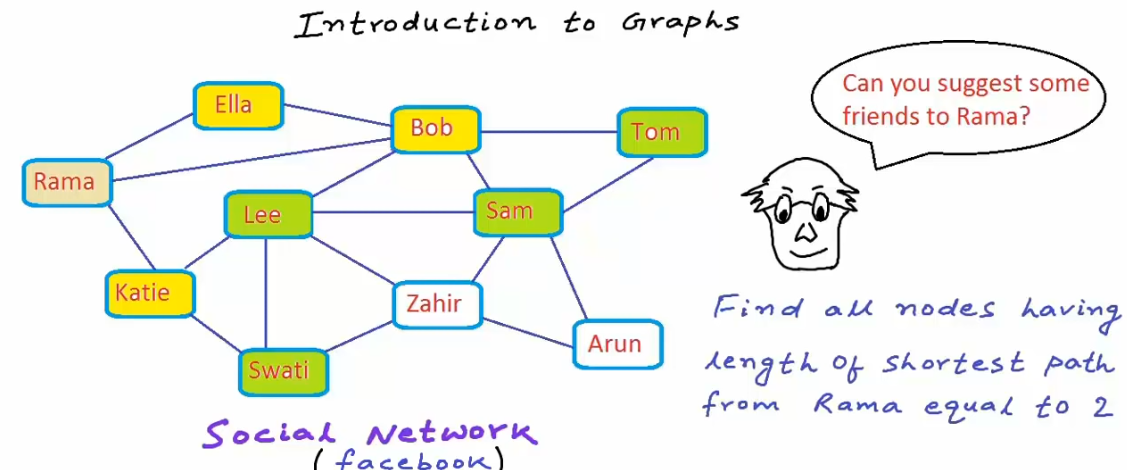 Introduction to Graphs
Can you suggest some
friends to Rama?
Ella
Bob
Tom
Rama
Lee
Sam
Katie
Zahir
Arun
Swati
Find all nodes having
length of shortest path
from Rama equal to 2
Social Network
(facebook)